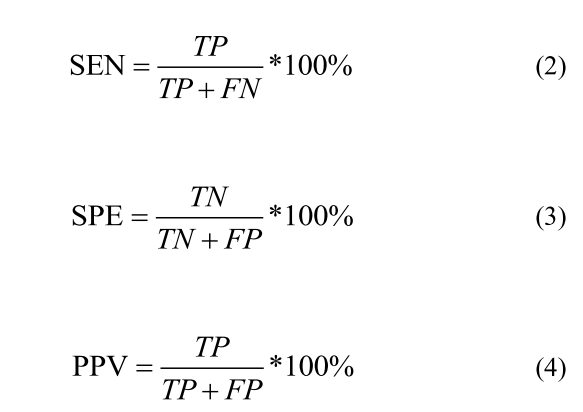 SEN = TP / TP + FN *100% (2)
SPE = TN / TN + FP *100% (3)
PPV = TP / TP + FP *100% (4)